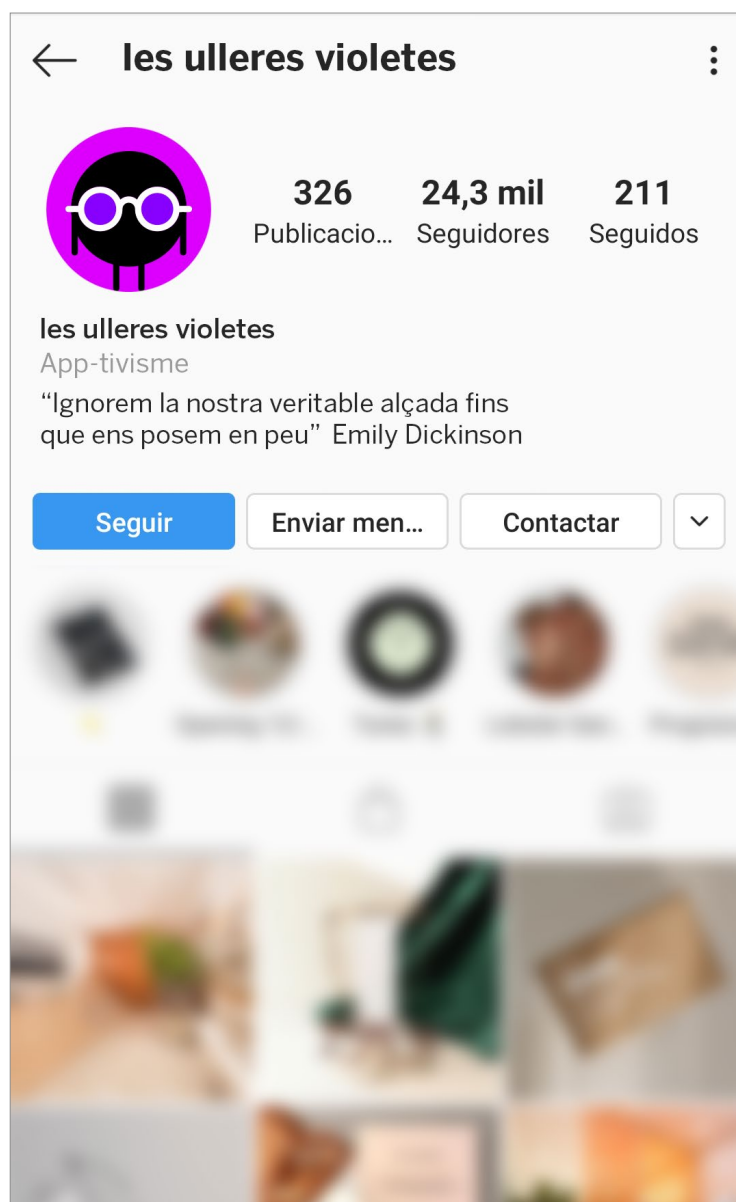 les ulleres violetes
326
24,3 mil
211
Publicacio...
Seguidores
Seguidos
les ulleres violetes
App-tivisme
“Ignorem la nostra veritable alçada fins
que ens posem en peu” Emily Dickinson
Seguir
Enviar men...
Contactar